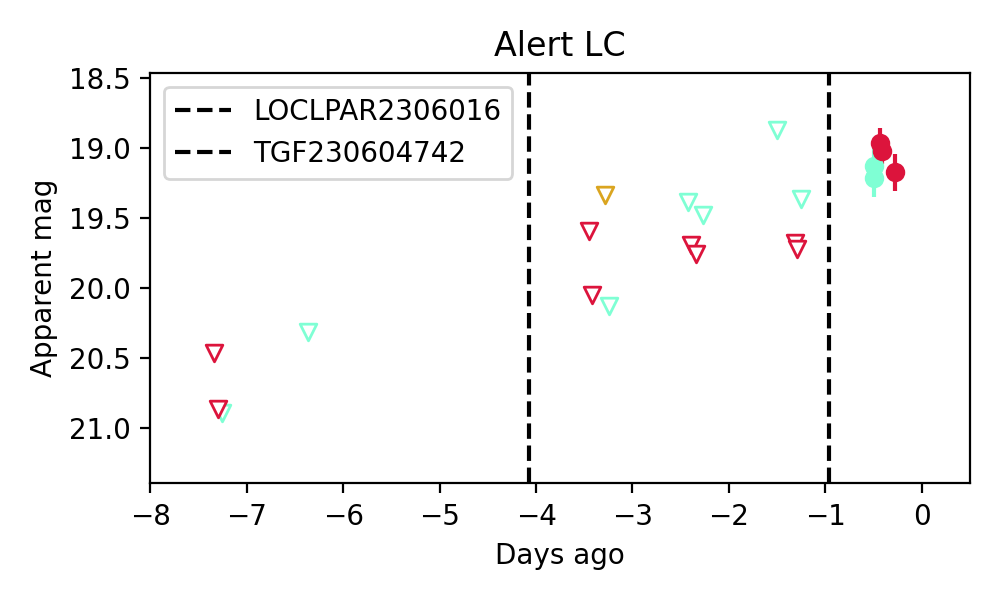 Alert LC
LOCLPAR2306016
TGF230604742
18.5
19.0
19.5
20.0
20.5
21.0
Apparent mag
−8 −7 −6 −5 −4 −3 −2 −1 0
Days ago